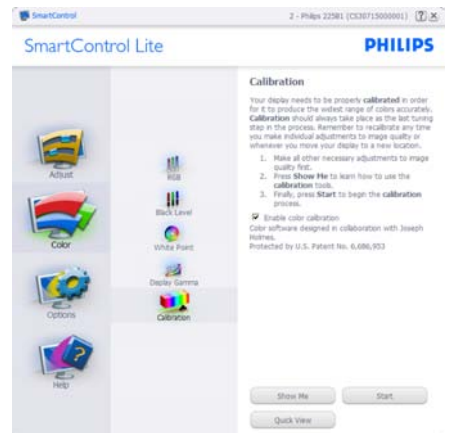 SmartControl
2 - Philips 225B1 (CS30715000001)
SmartControl Lite
PHILIPS
Adjust
Color
Options
Help
RGB
Black Level
White Point
Display Gamma
Calibration
Calibration
Your display needs to be properly calibrated in order
for it to produce the widest range of colors accurately.
Calibration should always take place as the last tuning
step in the process. Remember to recalibrate any time
you make individual adjustments to image quality or
whenever you move your display to a new location.
1. Make all other necessary adjustments to image
quality first.
2. Press Show Me to learn how to use the
calibration tools.
3. Finally, press Start to begin the calibration
process.
Enable color calibration
Color software designed in collaboration with Joseph
Holmes.
Protected by U.S. Patent No. 6,686,953
Show Me
Start
Quick View